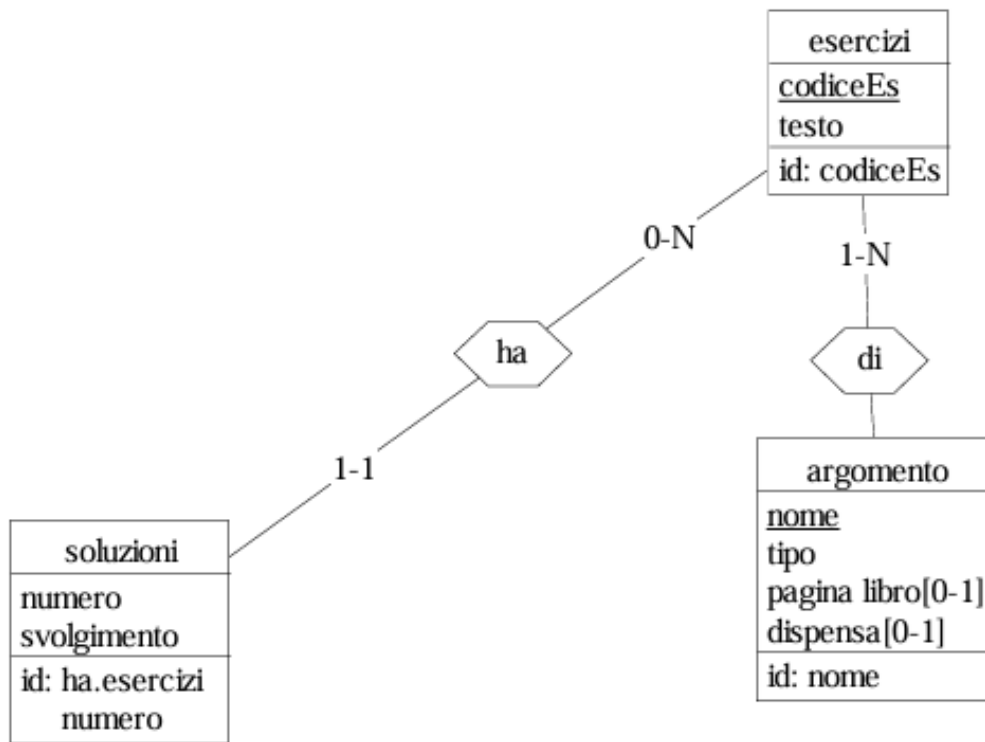 esercizi
codiceEs
testo
id: codiceEs
0-N
1-N
ha
di
1-1
argomento
nome
tipo
pagina libro[0-1]
dispensa[0-1]
id: nome
soluzioni
numero
svolgimento
id: ha.esercizi
numero